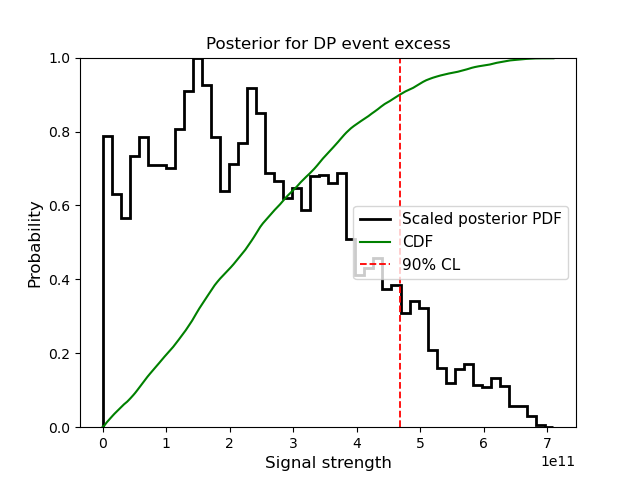 Posterior for DP event excess
1.0
0.8
0.6
0.4
0.2
0.0
Probability
Scaled posterior PDF
CDF
90% CL
0 1 2 3 4 5 6 7
1e11
Signal strength